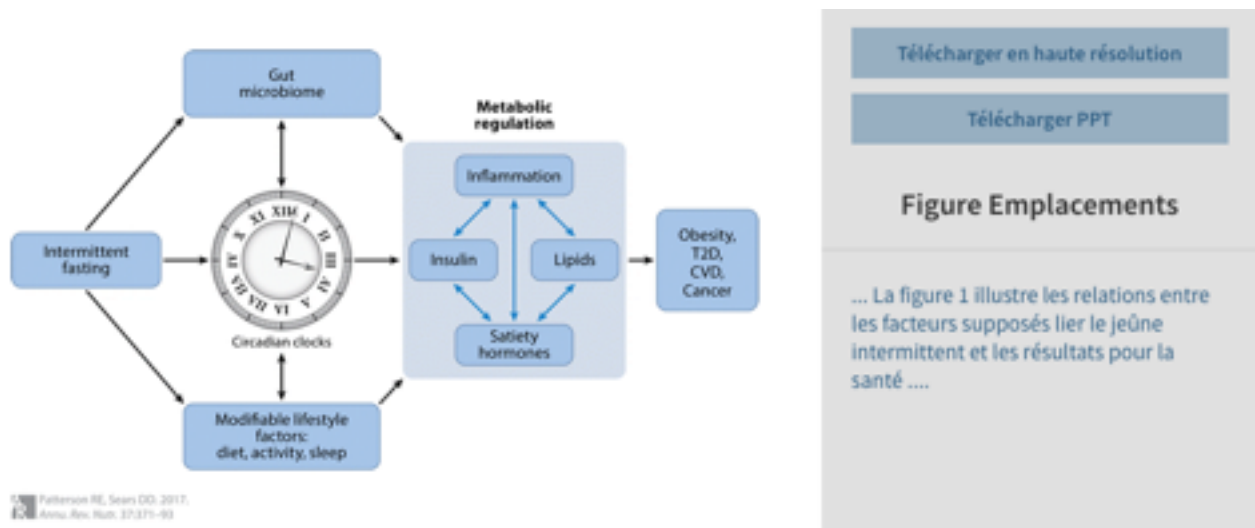 Gut
microbiome
Metabolic
regulation
Inflammation
Intermittent
fasting
Insulin
Lipids
Obesity,
T2D,
CVD,
Cancer
Circadian clocks
Satiety
hormones
Modifiable lifestyle
factors:
diet, activity, sleep
Patterson RE, Sears DD. 2017.
Annu. Rev. Nutr. 37:371–93
Télécharger en haute résolution
Télécharger PPT
Figure Emplacements
... La figure 1 illustre les relations entre
les facteurs supposés lier le jeûne
intermittent et les résultats pour la
santé ....